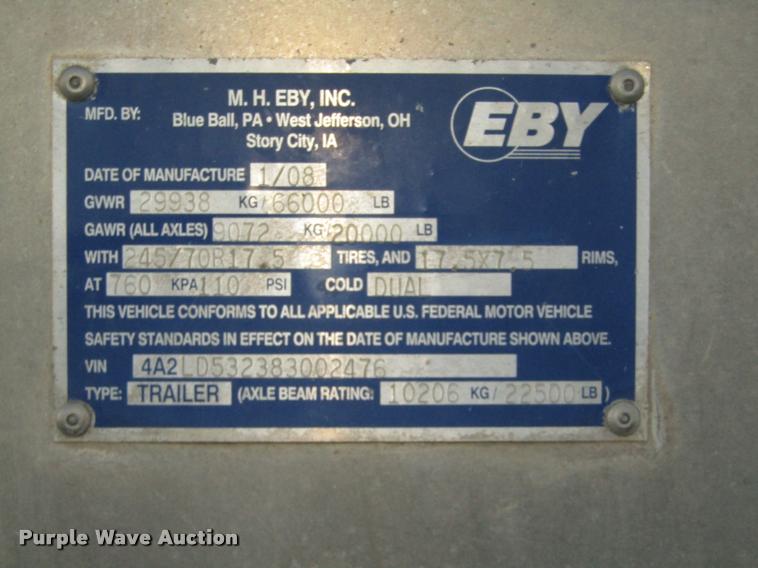 MFD. BY:
M. H. EBY, INC.
Blue Ball, PA • West Jefferson, OH
Story City, IA
EBY
DATE OF MANUFACTURE 1/08
GVWR 29938 KG/66000 LB
GAWR (ALL AXLES) 9072 KG/20000 LB
WITH 245/70R17.5 TIRES, AND 17.5X7.5 RIMS,
AT 760 KPA 110 PSI COLD DUAL
THIS VEHICLE CONFORMS TO ALL APPLICABLE U.S. FEDERAL MOTOR VEHICLE
SAFETY STANDARDS IN EFFECT ON THE DATE OF MANUFACTURE SHOWN ABOVE.
VIN 4A2LD532383002476
TYPE: TRAILER (AXLE BEAM RATING: 10206 KG/22500 LB)
Purple Wave Auction